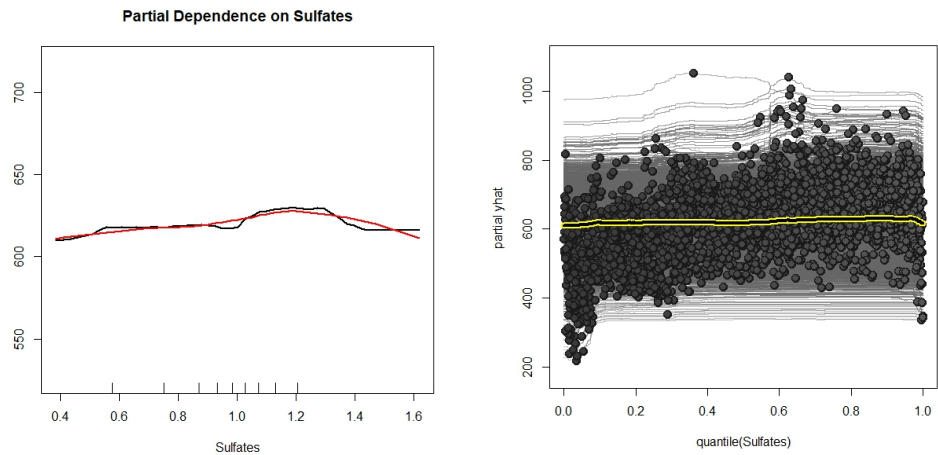 Partial Dependence on Sulfates
700
650
600
550
0.4 0.6 0.8 1.0 1.2 1.4 1.6
Sulfates
partial yhat
1000
800
600
400
200
0.0 0.2 0.4 0.6 0.8 1.0
quantile(Sulfates)